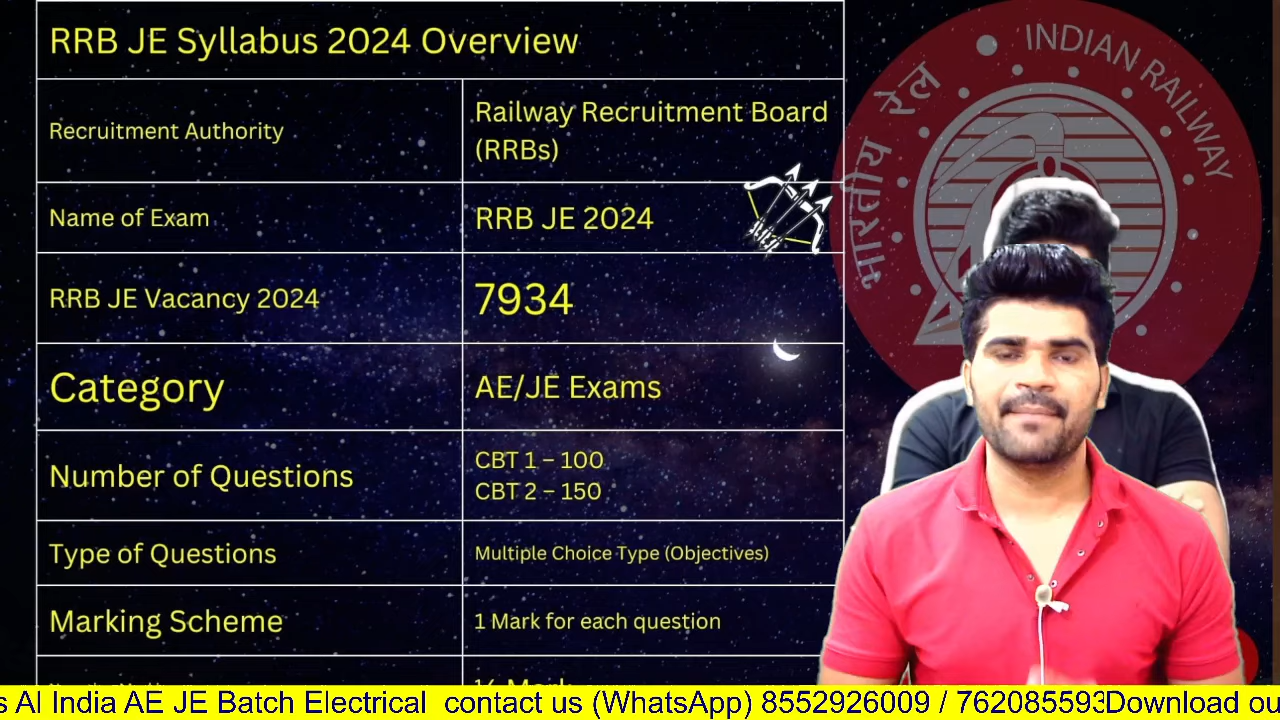 RRB JE Syllabus 2024 Overview
Recruitment Authority
Railway Recruitment Board
(RRBs)
Name of Exam
RRB JE 2024
RRB JE Vacancy 2024
7934
Category
AE/JE Exams
Number of Questions
CBT 1 – 100
CBT 2 – 150
Type of Questions
Multiple Choice Type (Objectives)
Marking Scheme
1 Mark for each question
भारतीय रेल
INDIAN RAILWAY
s Al India AE JE Batch Electrical contact us (WhatsApp) 8552926009 / 762085593Download ou